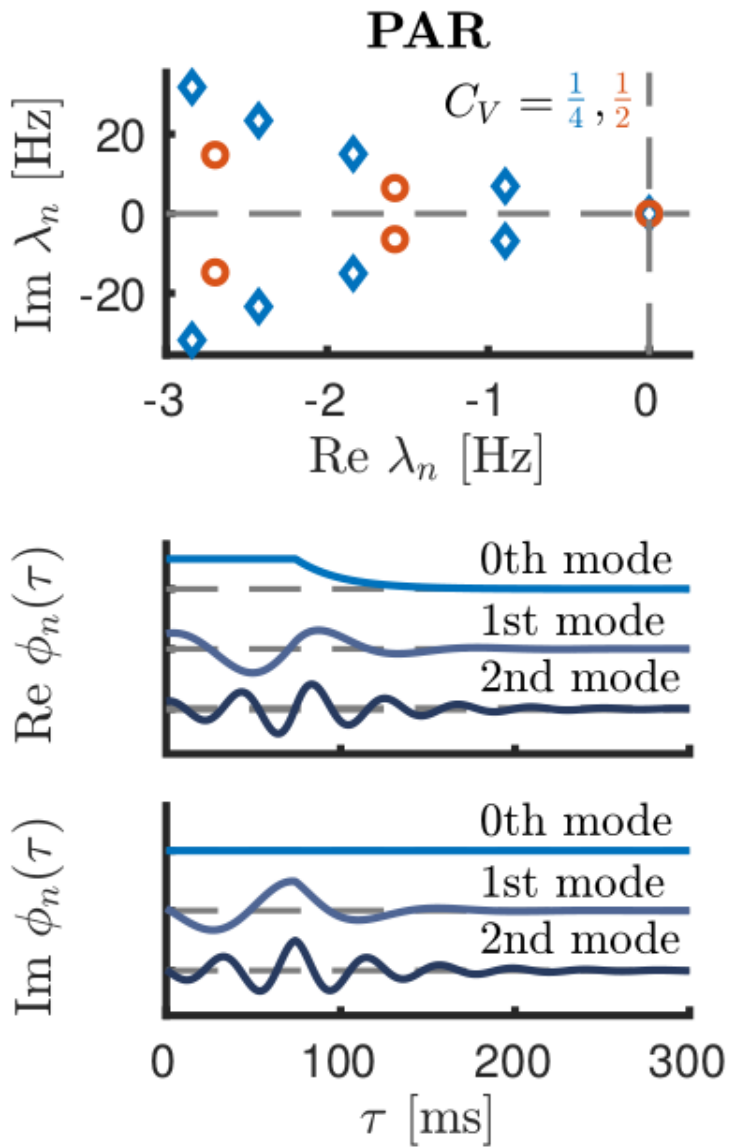 PAR
C_V = 1/4, 1/2
Im λ_n [Hz]
20
0
-20
-3 -2 -1 0
Re λ_n [Hz]
Re ϕ_n(τ)
0th mode
1st mode
2nd mode
Im ϕ_n(τ)
0th mode
1st mode
2nd mode
0 100 200 300
τ [ms]